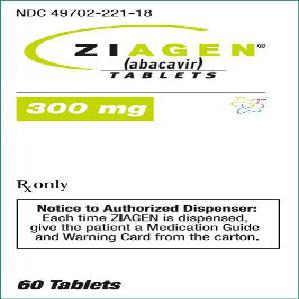 NDC 49702-221-18
ZIAGEN®
(abacavir)
TABLETS
300 mg
℞ only
Notice to Authorized Dispenser:
Each time ZIAGEN is dispensed,
give the patient a Medication Guide
and Warning Card from the carton.
60 Tablets